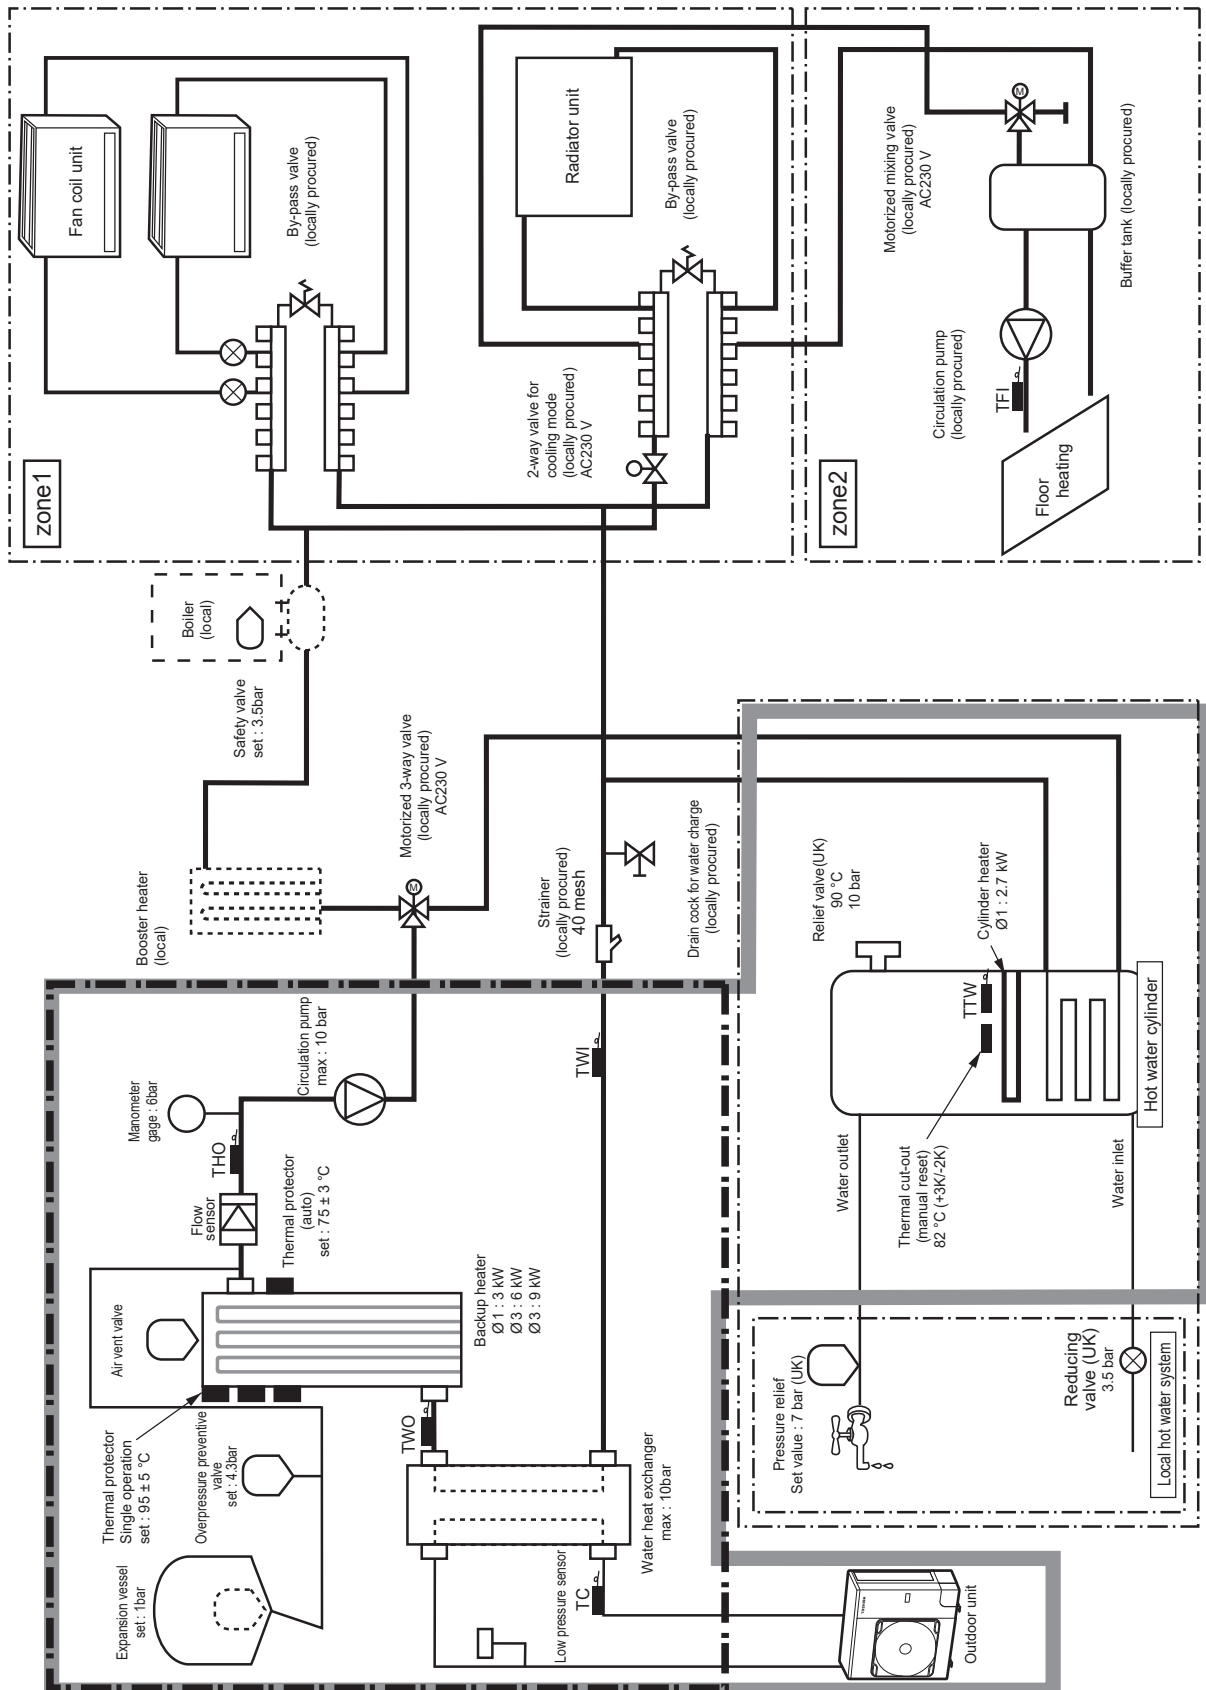 zone1
Fan coil unit
By-pass valve
(locally procured)
Radiator unit
By-pass valve
(locally procured)
2-way valve for
cooling mode
(locally procured)
AC230 V
zone2
Motorized mixing valve
(locally procured)
AC230 V
M
Buffer tank (locally procured)
Circulation pump
(locally procured)
TFI
Floor
heating
Boiler
(local)
Safety valve
set : 3.5bar
Booster heater
(local)
Motorized 3-way valve
(locally procured)
AC230 V
M
Strainer
(locally procured)
40 mesh
Drain cock for water charge
(locally procured)
Manometer
gage : 6bar
THO
Circulation pump
max : 10 bar
Flow
sensor
Thermal protector
(auto)
set : 75 ± 3 °C
Air vent valve
Backup heater
Ø 1 : 3 kW
Ø 3 : 6 kW
Ø 3 : 9 kW
Thermal protector
Single operation
set : 95 ± 5 °C
Overpressure preventive
valve
set : 4.3bar
Expansion vessel
set : 1bar
TWO
TWI
Water heat exchanger
max : 10bar
Low pressure sensor
TC
Relief valve(UK)
90 °C
10 bar
Cylinder heater
Ø1 : 2.7 kW
TTW
Hot water cylinder
Water outlet
Thermal cut-out
(manual reset)
82 °C (+3K/-2K)
Water inlet
Pressure relief
Set value : 7 bar (UK)
Reducing
valve (UK)
3.5 bar
Local hot water system
TOSHIBA
Outdoor unit